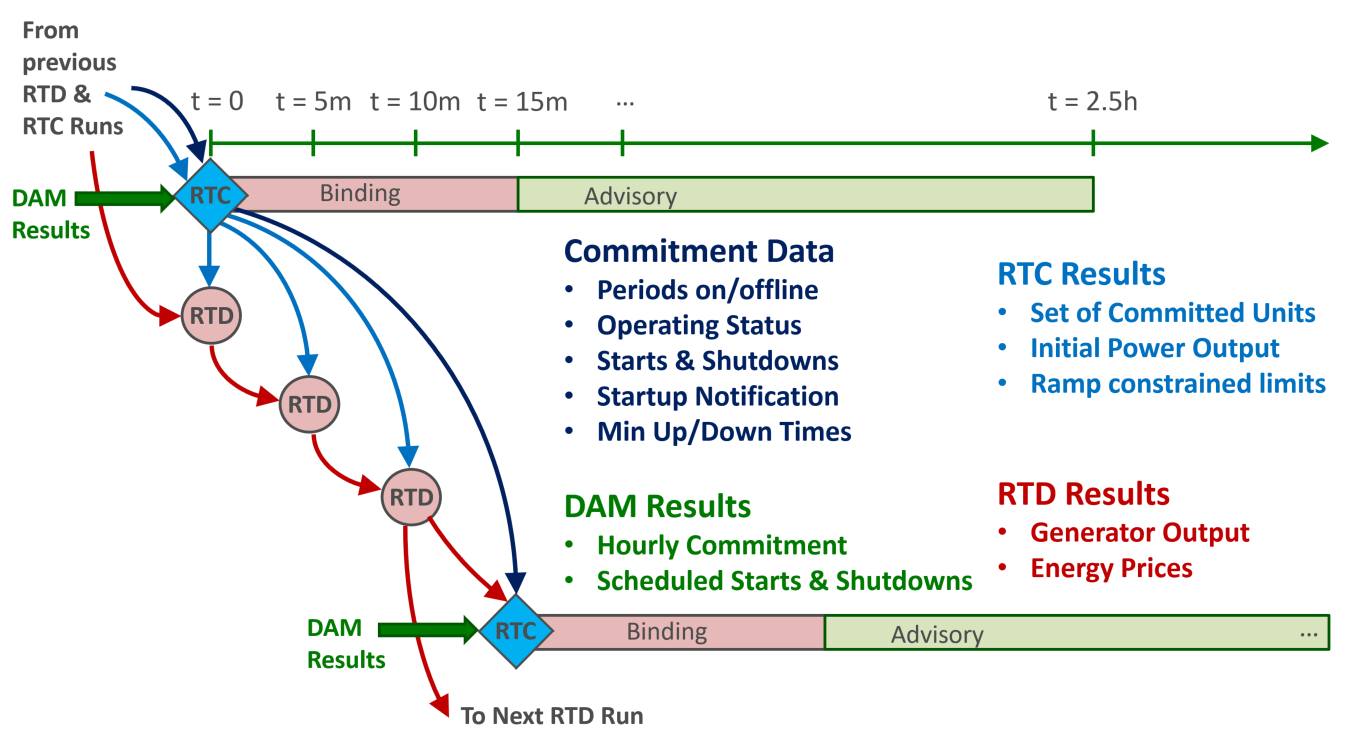 From
previous
RTD &
RTC Runs
t = 0
t = 5m
t = 10m
t = 15m
...
t = 2.5h
DAM
Results
RTC
Binding
Advisory
RTD
RTD
RTD
Commitment Data
• Periods on/offline
• Operating Status
• Starts & Shutdowns
• Startup Notification
• Min Up/Down Times
RTC Results
• Set of Committed Units
• Initial Power Output
• Ramp constrained limits
DAM Results
• Hourly Commitment
• Scheduled Starts & Shutdowns
RTD Results
• Generator Output
• Energy Prices
DAM
Results
RTC
Binding
Advisory
...
To Next RTD Run